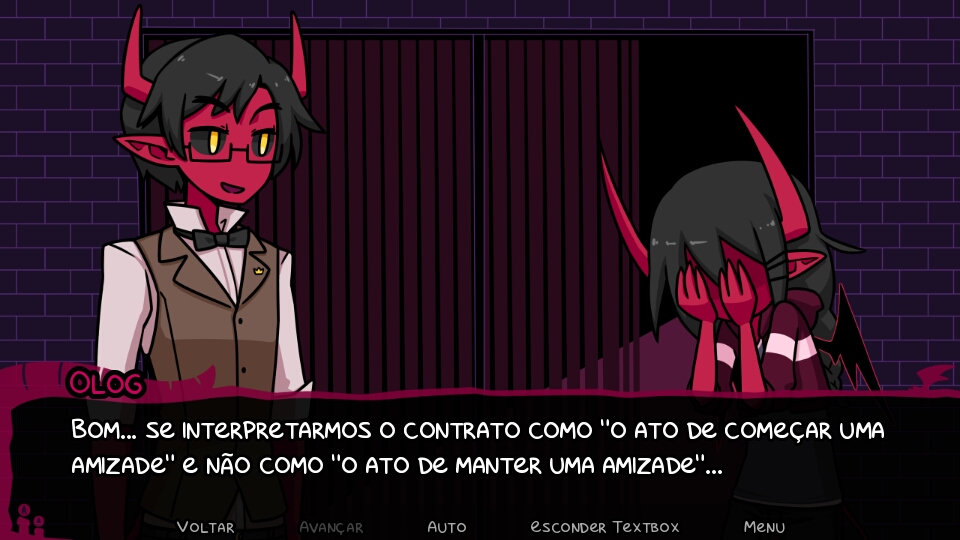 OLOG
BOM... SE INTERPRETARMOS O CONTRATO COMO "O ATO DE COMEÇAR UMA
AMIZADE" E NÃO COMO "O ATO DE MANTER UMA AMIZADE"...
VOLTAR AVANÇAR AUTO ESCONDER TEXTBOX MENU